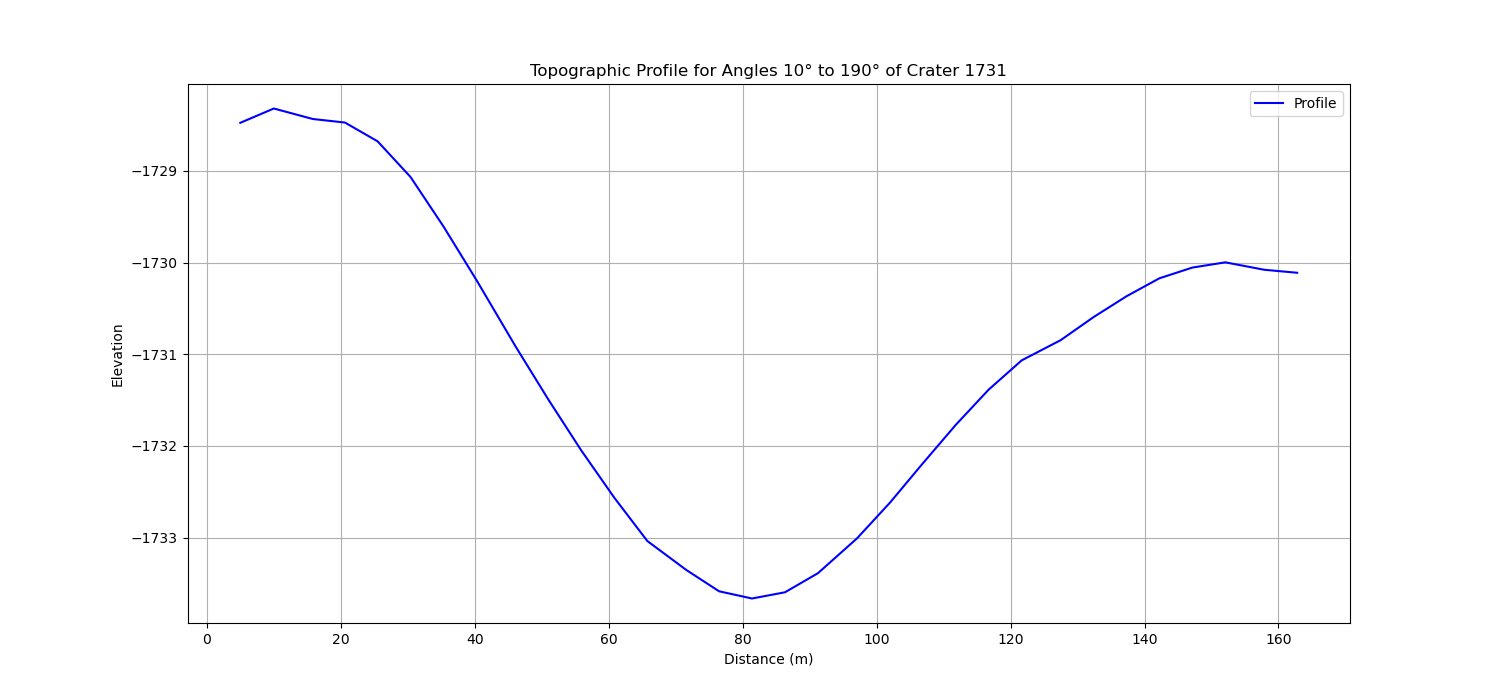 Topographic Profile for Angles 10° to 190° of Crater 1731
Profile
−1729
−1730
−1731
−1732
−1733
Elevation
0 20 40 60 80 100 120 140 160
Distance (m)